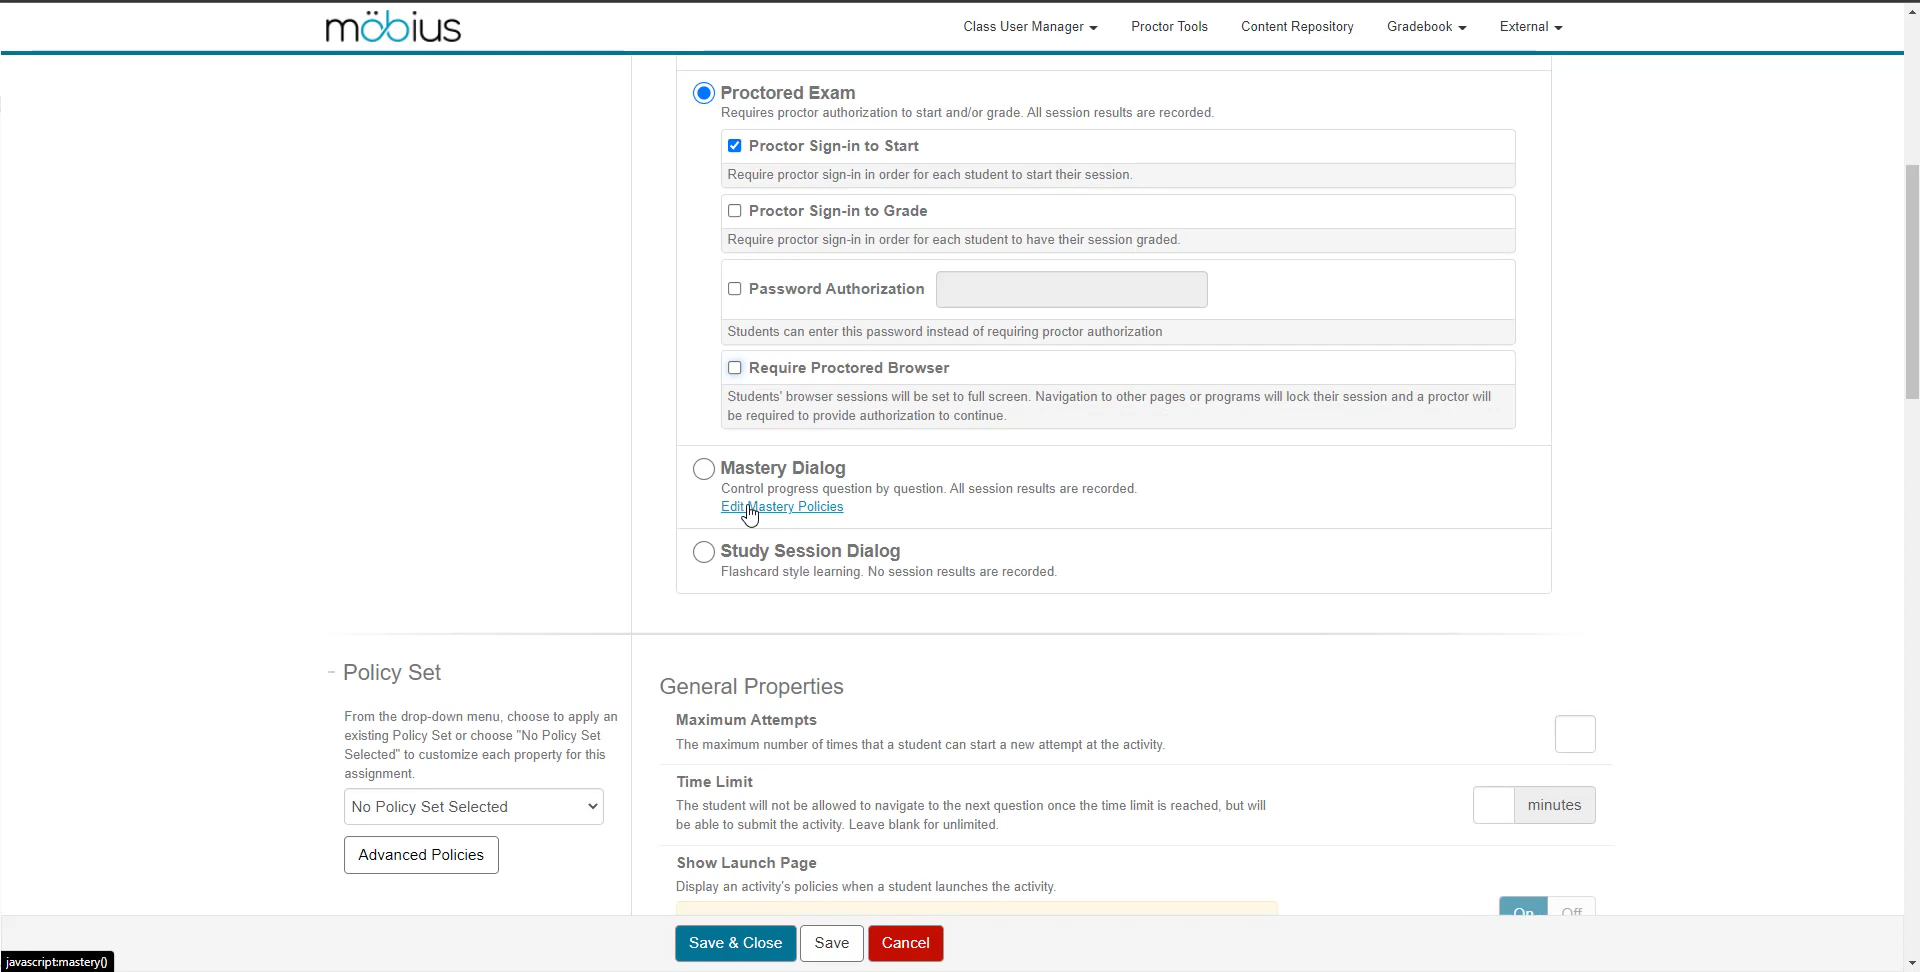 möbius
Class User Manager
Proctor Tools
Content Repository
Gradebook
External
Proctored Exam
Requires proctor authorization to start and/or grade. All session results are recorded.
Proctor Sign-in to Start
Require proctor sign-in in order for each student to start their session.
Proctor Sign-in to Grade
Require proctor sign-in in order for each student to have their session graded.
Password Authorization
Students can enter this password instead of requiring proctor authorization
Require Proctored Browser
Students' browser sessions will be set to full screen. Navigation to other pages or programs will lock their session and a proctor will
be required to provide authorization to continue.
Mastery Dialog
Control progress question by question. All session results are recorded.
Edit Mastery Policies
Study Session Dialog
Flashcard style learning. No session results are recorded.
- Policy Set
From the drop-down menu, choose to apply an
existing Policy Set or choose "No Policy Set
Selected" to customize each property for this
assignment.
No Policy Set Selected
Advanced Policies
General Properties
Maximum Attempts
The maximum number of times that a student can start a new attempt at the activity.
Time Limit
The student will not be allowed to navigate to the next question once the time limit is reached, but will
be able to submit the activity. Leave blank for unlimited.
minutes
Show Launch Page
Display an activity's policies when a student launches the activity.
On
Off
Save & Close
Save
Cancel
javascript:mastery()